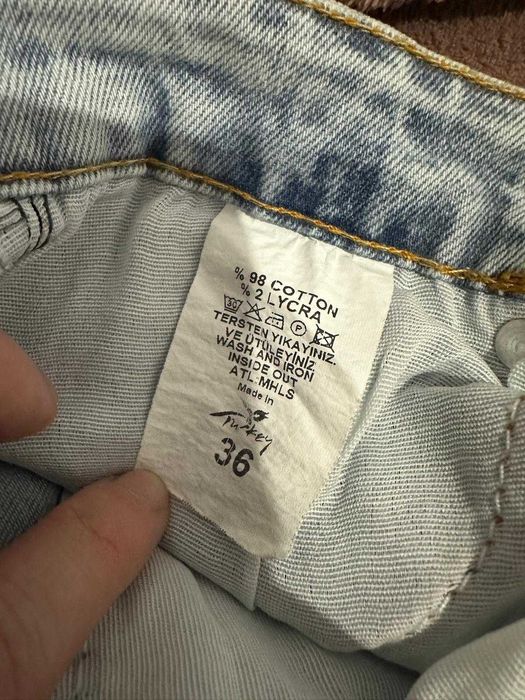 % 98 COTTON
% 2 LYCRA
30 P
TERSTEN YIKAYINIZ.
VE ÜTÜLEYİNİZ
WASH AND IRON
INSIDE OUT
ATL:MHLS
Made in
Turkey
36